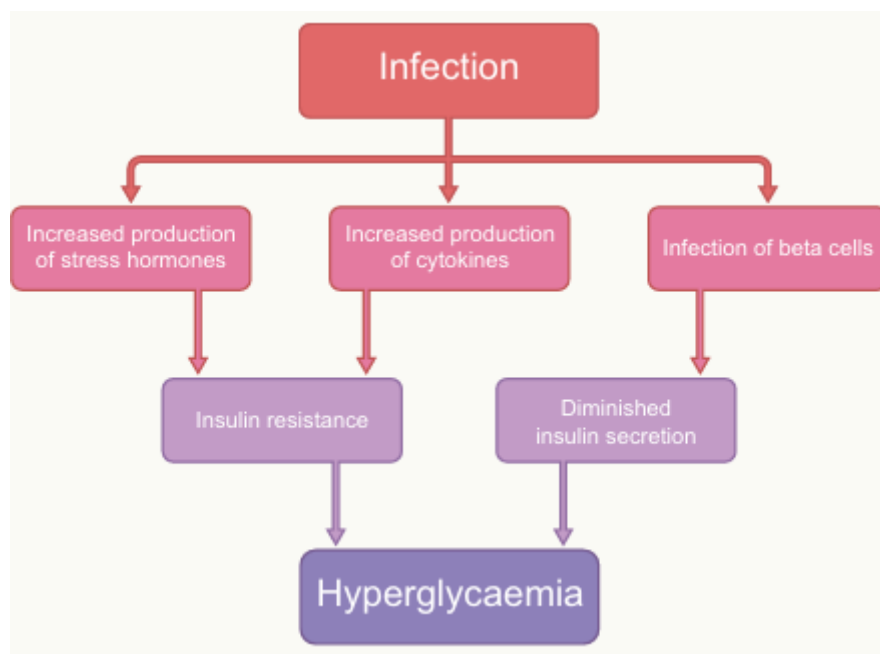 Infection
Increased production
of stress hormones
Increased production
of cytokines
Infection of beta cells
Insulin resistance
Diminished
insulin secretion
Hyperglycaemia